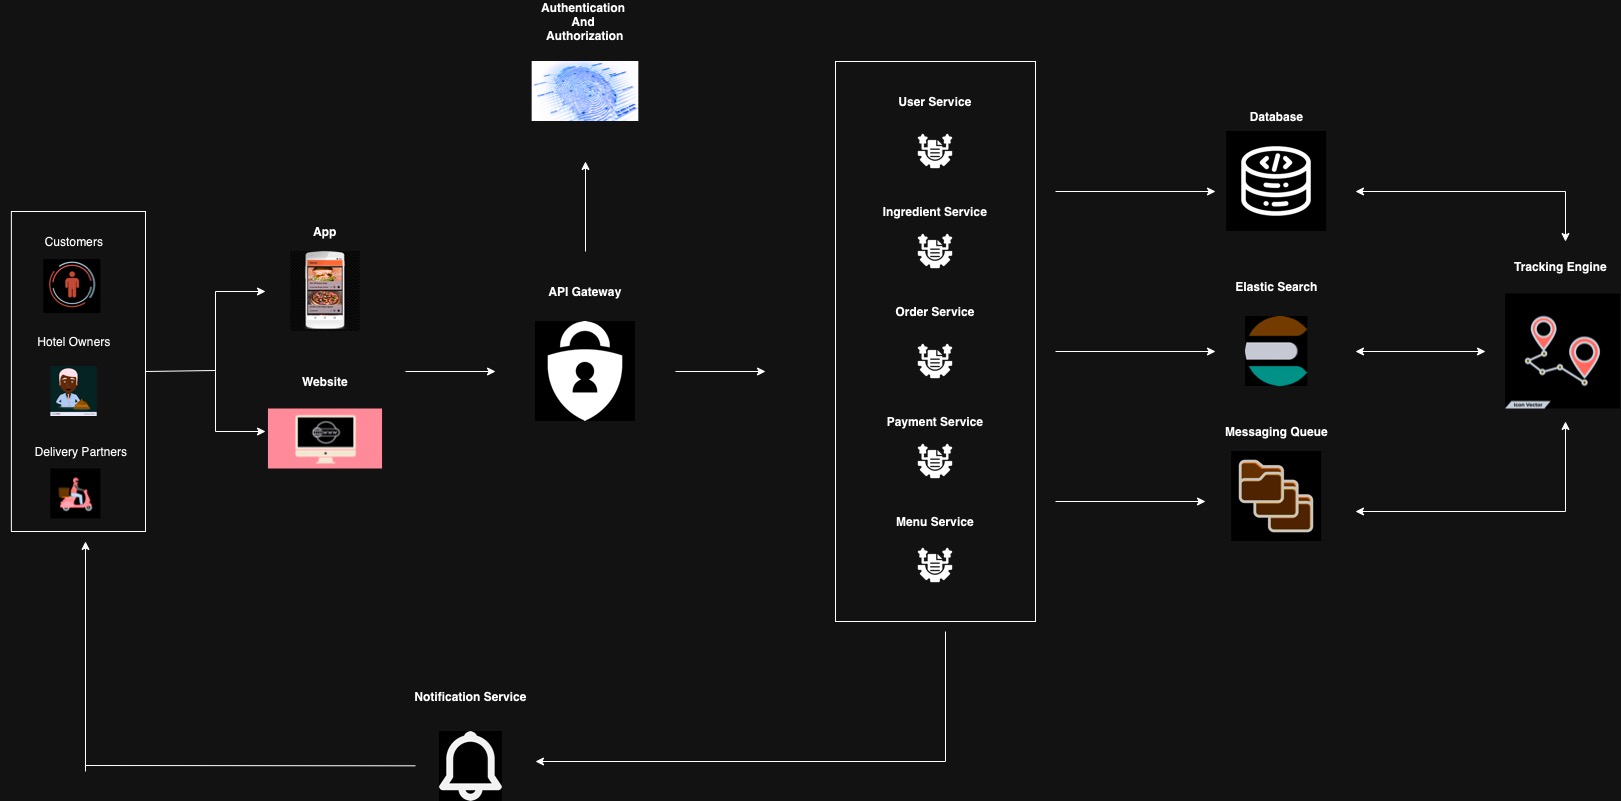 Authentication
And
Authorization
User Service
Database
Ingredient Service
Customers
App
Tracking Engine
Elastic Search
API Gateway
Order Service
Hotel Owners
Website
Icon Vector
Payment Service
Messaging Queue
Delivery Partners
Menu Service
Notification Service